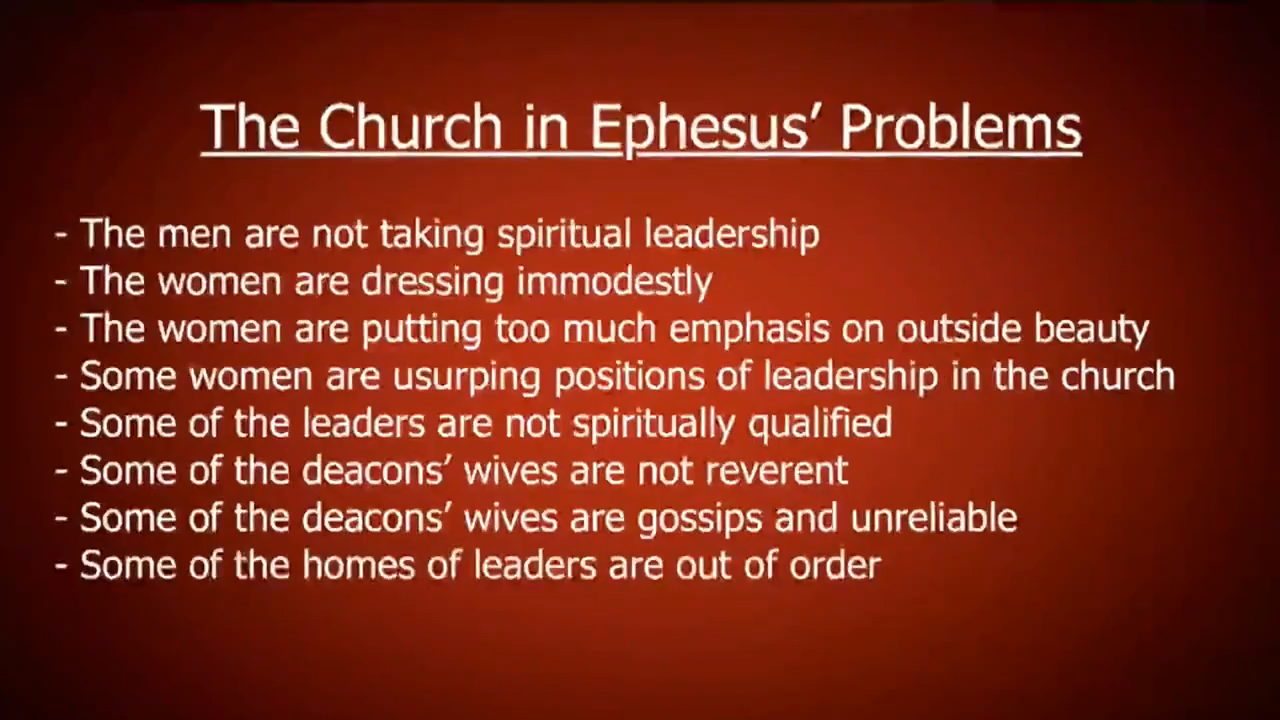 The Church in Ephesus’ Problems
- The men are not taking spiritual leadership
- The women are dressing immodestly
- The women are putting too much emphasis on outside beauty
- Some women are usurping positions of leadership in the church
- Some of the leaders are not spiritually qualified
- Some of the deacons’ wives are not reverent
- Some of the deacons’ wives are gossips and unreliable
- Some of the homes of leaders are out of order